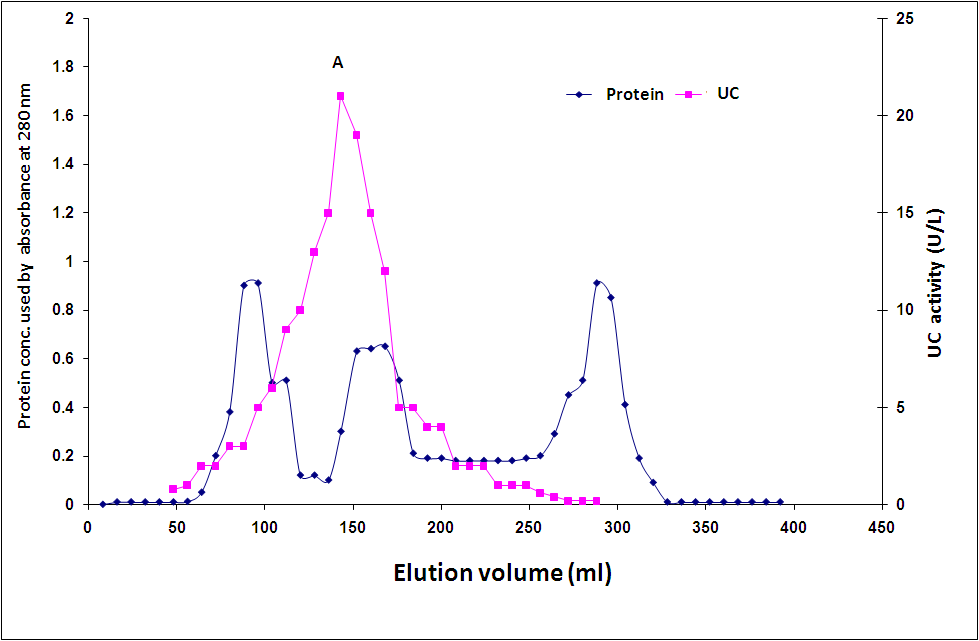 A
Protein UC
Protein conc. used by absorbance at 280 nm
2
1.8
1.6
1.4
1.2
1
0.8
0.6
0.4
0.2
0
25
20
15
10
5
0
UC activity (U/L)
0 50 100 150 200 250 300 350 400 450
Elution volume (ml)